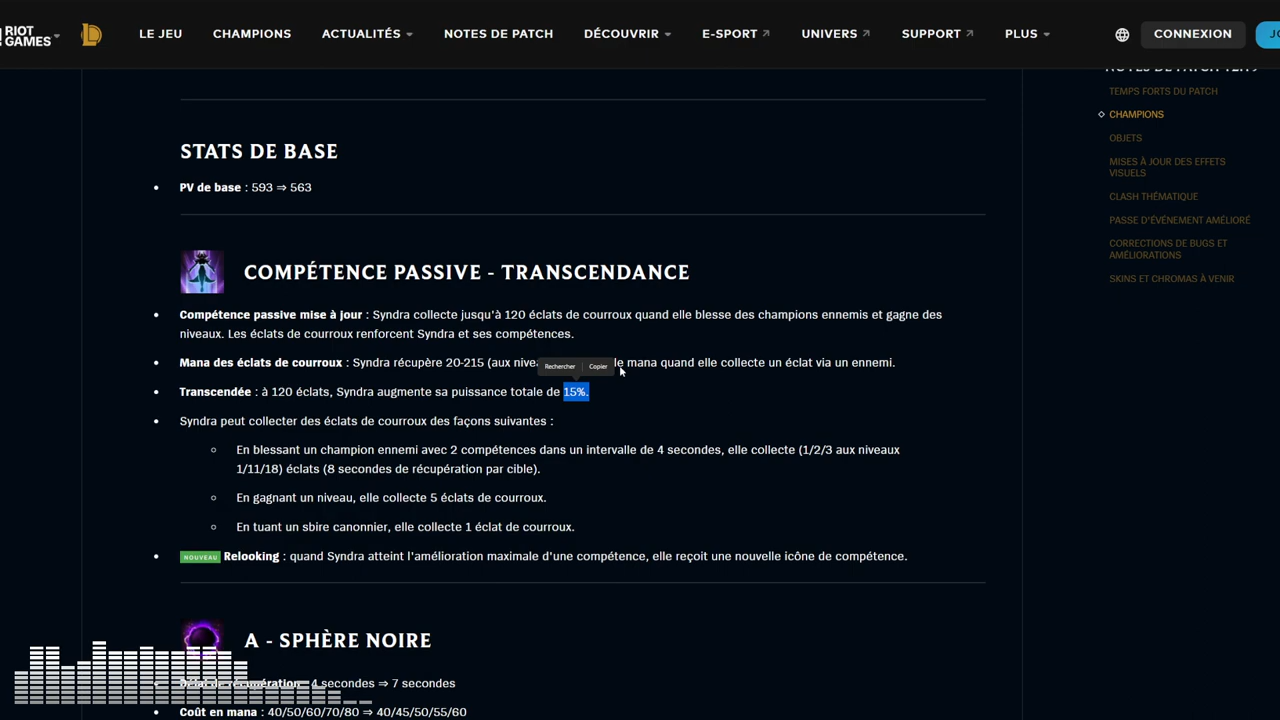 RIOT
GAMES
LE JEU
CHAMPIONS
ACTUALITÉS
NOTES DE PATCH
DÉCOUVRIR
E-SPORT
UNIVERS
SUPPORT
PLUS
CONNEXION
STATS DE BASE
PV de base : 593 ⇒ 563
COMPÉTENCE PASSIVE - TRANSCENDANCE
Compétence passive mise à jour : Syndra collecte jusqu'à 120 éclats de courroux quand elle blesse des champions ennemis et gagne des
niveaux. Les éclats de courroux renforcent Syndra et ses compétences.
Mana des éclats de courroux : Syndra récupère 20-215 (aux mana quand elle collecte un éclat via un ennemi.
Rechercher Copier
Transcendée : à 120 éclats, Syndra augmente sa puissance totale de 15%.
Syndra peut collecter des éclats de courroux des façons suivantes :
En blessant un champion ennemi avec 2 compétences dans un intervalle de 4 secondes, elle collecte (1/2/3 aux niveaux
1/11/18) éclats (8 secondes de récupération par cible).
En gagnant un niveau, elle collecte 5 éclats de courroux.
En tuant un sbire canonnier, elle collecte 1 éclat de courroux.
NOUVEAU Relooking : quand Syndra atteint l'amélioration maximale d'une compétence, elle reçoit une nouvelle icône de compétence.
A - SPHÈRE NOIRE
Délai de récupération : 4 secondes ⇒ 7 secondes
Coût en mana : 40/50/60/70/80 ⇒ 40/45/50/55/60
NOTES DE PATCH 12.19
TEMPS FORTS DU PATCH
CHAMPIONS
OBJETS
MISES À JOUR DES EFFETS
VISUELS
CLASH THÉMATIQUE
PASSE D'ÉVÉNEMENT AMÉLIORÉ
CORRECTIONS DE BUGS ET
AMÉLIORATIONS
SKINS ET CHROMAS À VENIR